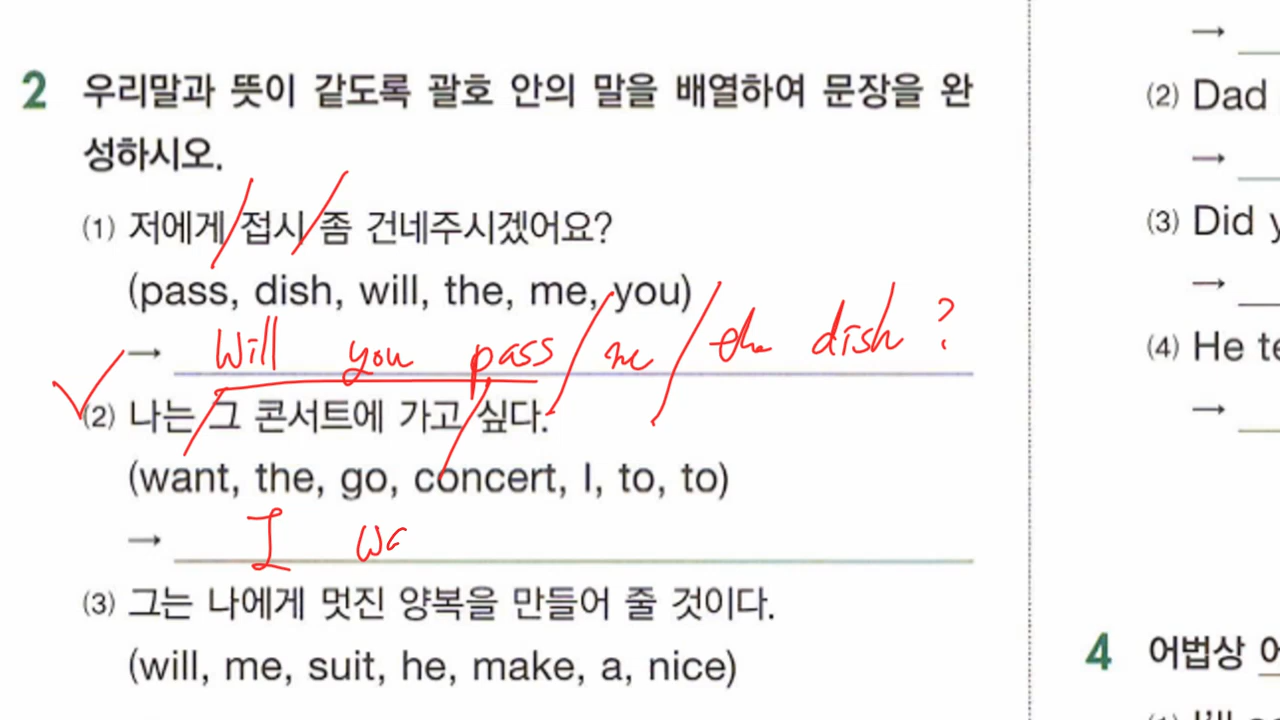 2 우리말과 뜻이 같도록 괄호 안의 말을 배열하여 문장을 완
성하시오.
(1) 저에게 접시 좀 건네주시겠어요?
(pass, dish, will, the, me, you)
→ Will you pass me the dish?
(2) 나는 그 콘서트에 가고 싶다.
(want, the, go, concert, I, to, to)
→ I wa
(3) 그는 나에게 멋진 양복을 만들어 줄 것이다.
(will, me, suit, he, make, a, nice)
→
(2) Dad
→
(3) Did y
→
(4) He te
→
4 어법상 어